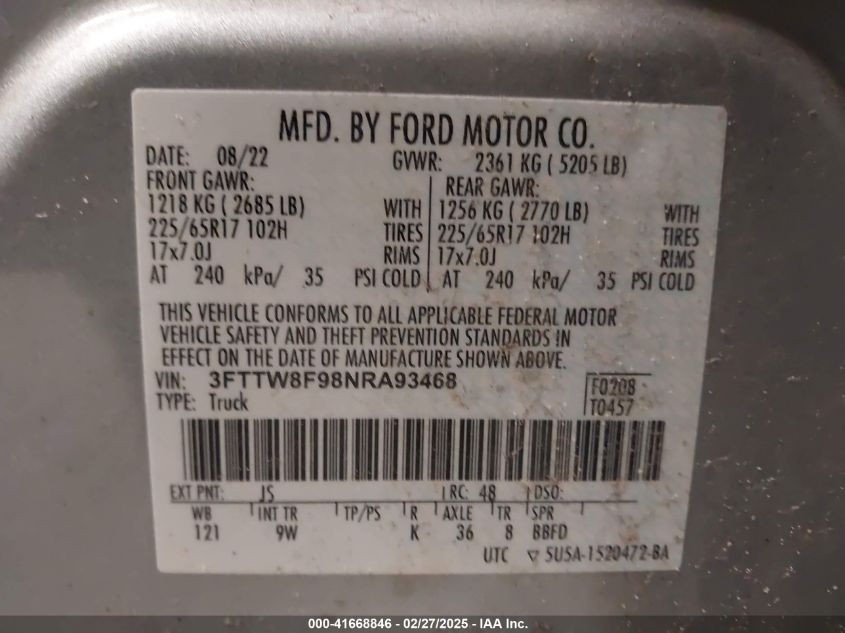 MFD. BY FORD MOTOR CO.
DATE: 08/22 GVWR: 2361 KG ( 5205 LB)
FRONT GAWR: REAR GAWR:
1218 KG ( 2685 LB) WITH 1256 KG ( 2770 LB) WITH
225/65R17 102H TIRES 225/65R17 102H TIRES
17x7.0J RIMS 17x7.0J RIMS
AT 240 kPa/ 35 PSI COLD AT 240 kPa/ 35 PSI COLD
THIS VEHICLE CONFORMS TO ALL APPLICABLE FEDERAL MOTOR
VEHICLE SAFETY AND THEFT PREVENTION STANDARDS IN
EFFECT ON THE DATE OF MANUFACTURE SHOWN ABOVE.
VIN: 3FTTW8F98NRA93468 F0208
TYPE: Truck T0457
EXT PNT: JS RC: 48 DSO:
WB INT TR TP/PS R AXLE TR SPR
121 9W K 36 8 BBFD
UTC ▽ 5U5A-1520472-BA
000-41668846 / 02/27/2025 - IAAI Holdings, Inc.